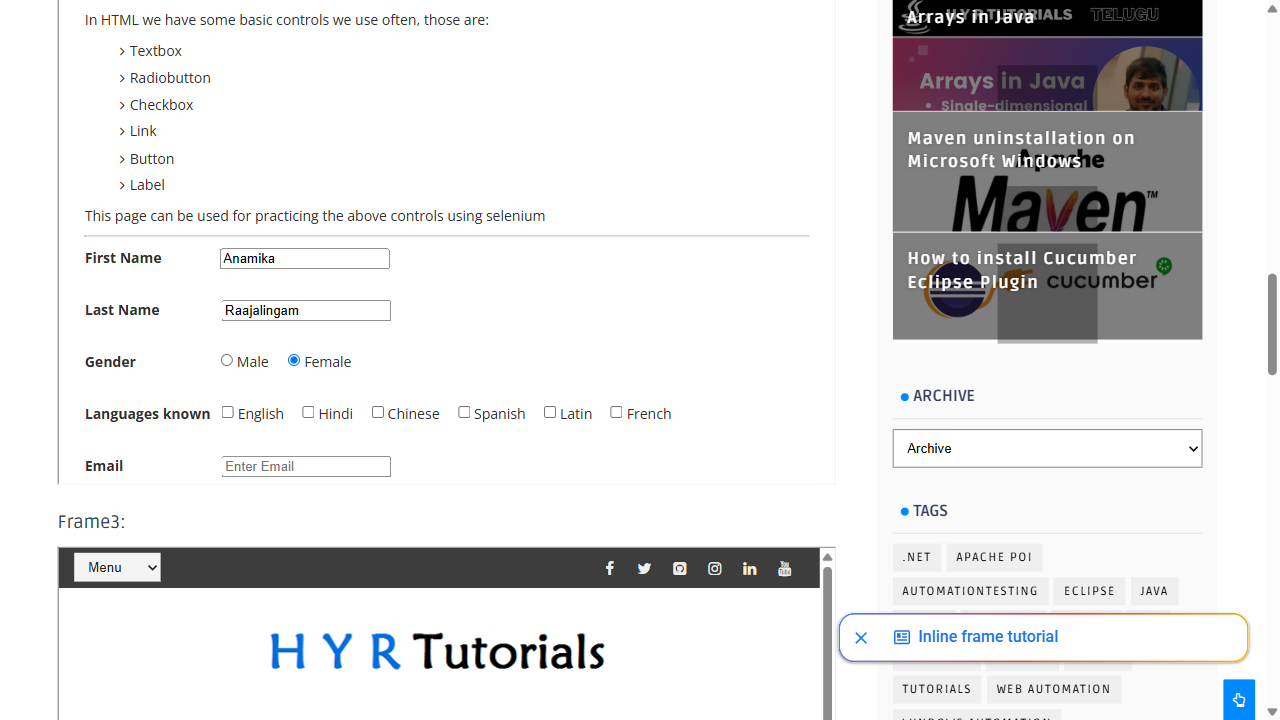 In HTML we have some basic controls we use often, those are:
Textbox
Radiobutton
Checkbox
Link
Button
Label
This page can be used for practicing the above controls using selenium
First Name Anamika
Last Name Raajalingam
Gender Male Female
Languages known English Hindi Chinese Spanish Latin French
Email Enter Email
Frame3:
Menu
H Y R Tutorials
H Y R TUTORIALS TELUGU
Arrays in Java
Arrays in Java
• Single-dimensional
Maven uninstallation on
Microsoft Windows
Apache
Maven™
How to install Cucumber
Eclipse Plugin
cucumber
ARCHIVE
Archive
TAGS
.NET APACHE POI
AUTOMATIONTESTING ECLIPSE JAVA
Inline frame tutorial
TUTORIALS WEB AUTOMATION